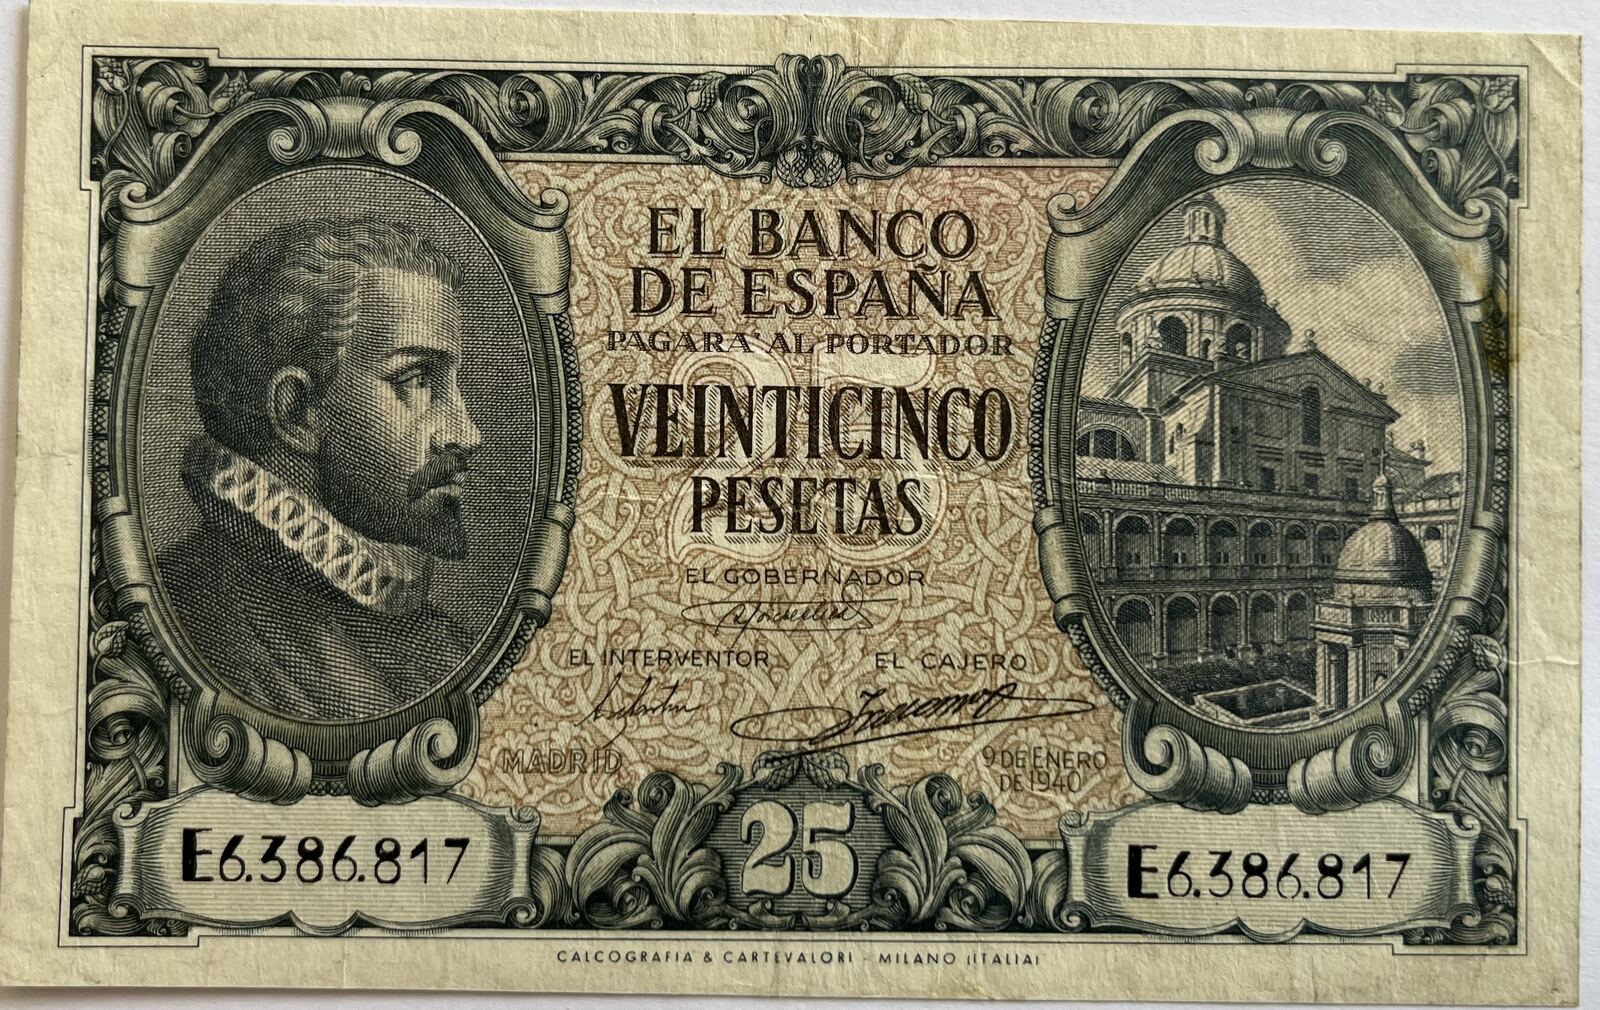 EL BANCO
DE ESPAÑA
PAGARÁ AL PORTADOR
VEINTICINCO
PESETAS
EL GOBERNADOR
EL INTERVENTOR
EL CAJERO
MADRID
9 DE ENERO
DE 1940
25
E6.386.817
E6.386.817
CALCOGRAFIA & CARTEVALORI - MILANO (ITALIA)